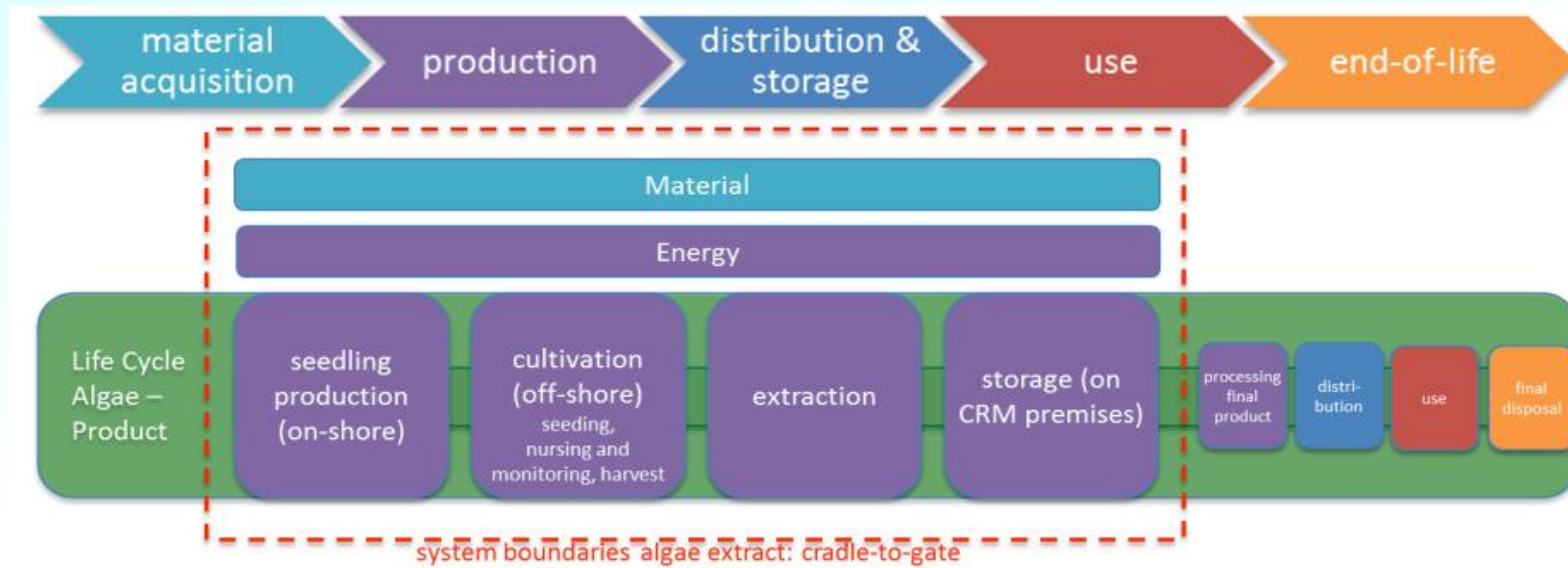 material
acquisition
production
distribution &
storage
use
end-of-life
Material
Energy
Life Cycle
Algae –
Product
seedling
production
(on-shore)
cultivation
(off-shore)
seeding,
nursing and
monitoring, harvest
extraction
storage (on
CRM premises)
processing
final
product
distri-
bution
use
final
disposal
system boundaries algae extract: cradle-to-gate